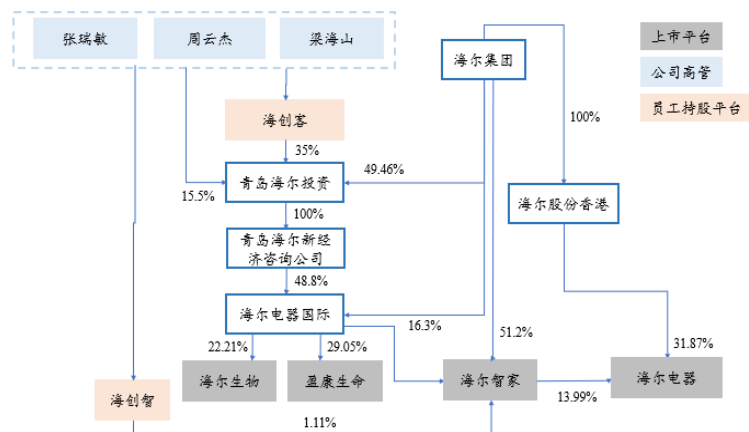 张瑞敏
周云杰
梁海山
海尔集团
上市平台
公司高管
员工持股平台
海创客
100%
35%
49.46%
15.5%
青岛海尔投资
100%
海尔股份香港
青岛海尔新经
济咨询公司
48.8%
海尔电器国际
16.3%
51.2%
22.21%
29.05%
31.87%
海尔生物
盈康生命
海尔智家
海尔电器
13.99%
海创智
1.11%